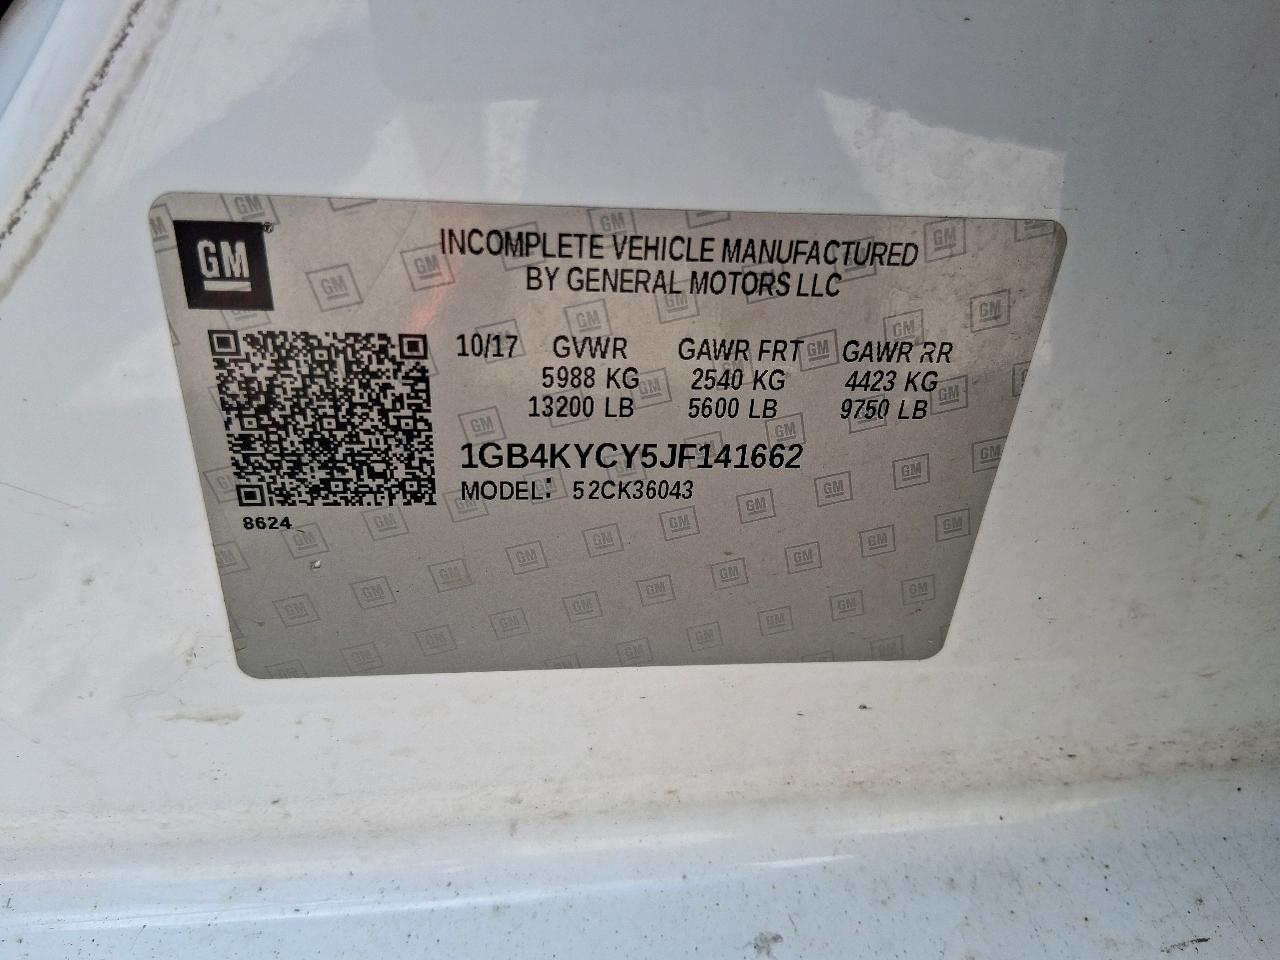 GM
INCOMPLETE VEHICLE MANUFACTURED
BY GENERAL MOTORS LLC
10/17 GVWR GAWR FRT GAWR RR
5988 KG 2540 KG 4423 KG
13200 LB 5600 LB 9750 LB
1GB4KYCY5JF141662
MODEL: 52CK36043
8624